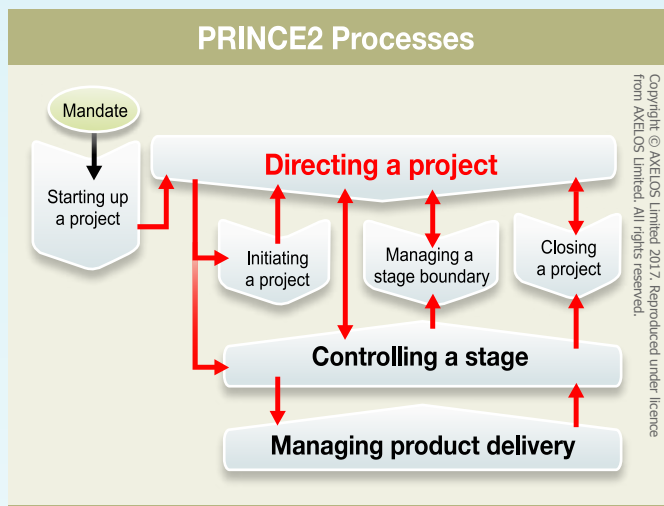 PRINCE2 Processes
Mandate
Starting up
a project
Directing a project
Initiating
a project
Managing a
stage boundary
Closing
a project
Controlling a stage
Managing product delivery
Copyright © AXELOS Limited 2017. Reproduced under licence
from AXELOS Limited. All rights reserved.